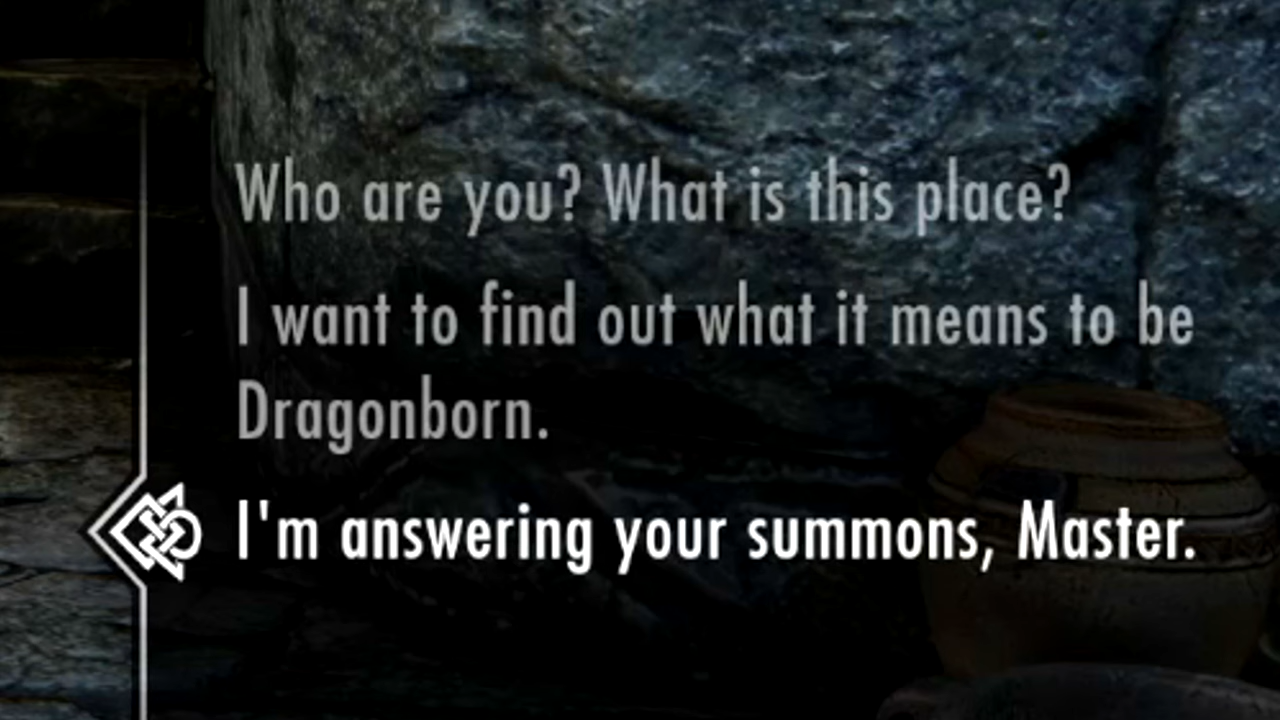 Who are you? What is this place?
I want to find out what it means to be
Dragonborn.
I'm answering your summons, Master.